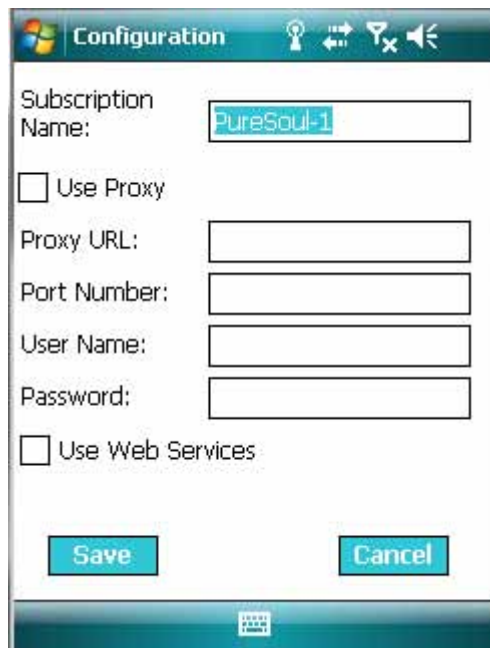 Configuration
Subscription
Name:
PureSoul-1
Use Proxy
Proxy URL:
Port Number:
User Name:
Password:
Use Web Services
Save
Cancel